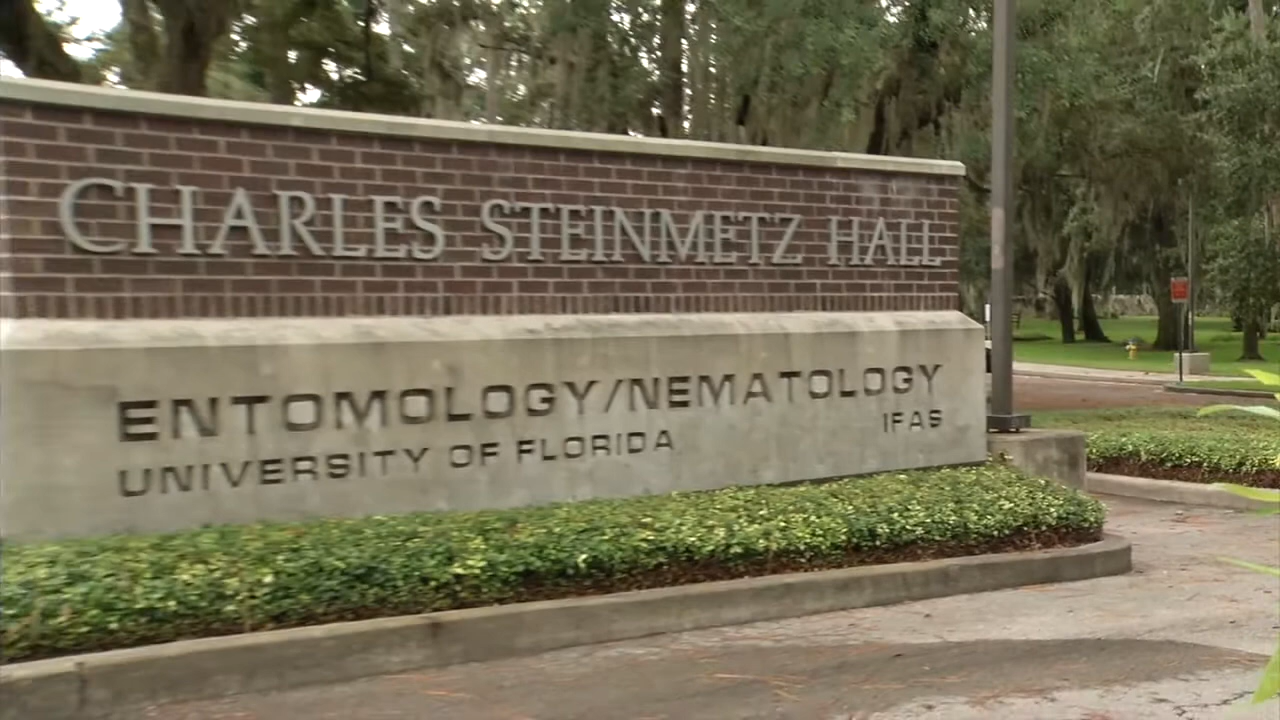 CHARLES STEINMETZ HALL
ENTOMOLOGY/NEMATOLOGY
UNIVERSITY OF FLORIDA
IFAS